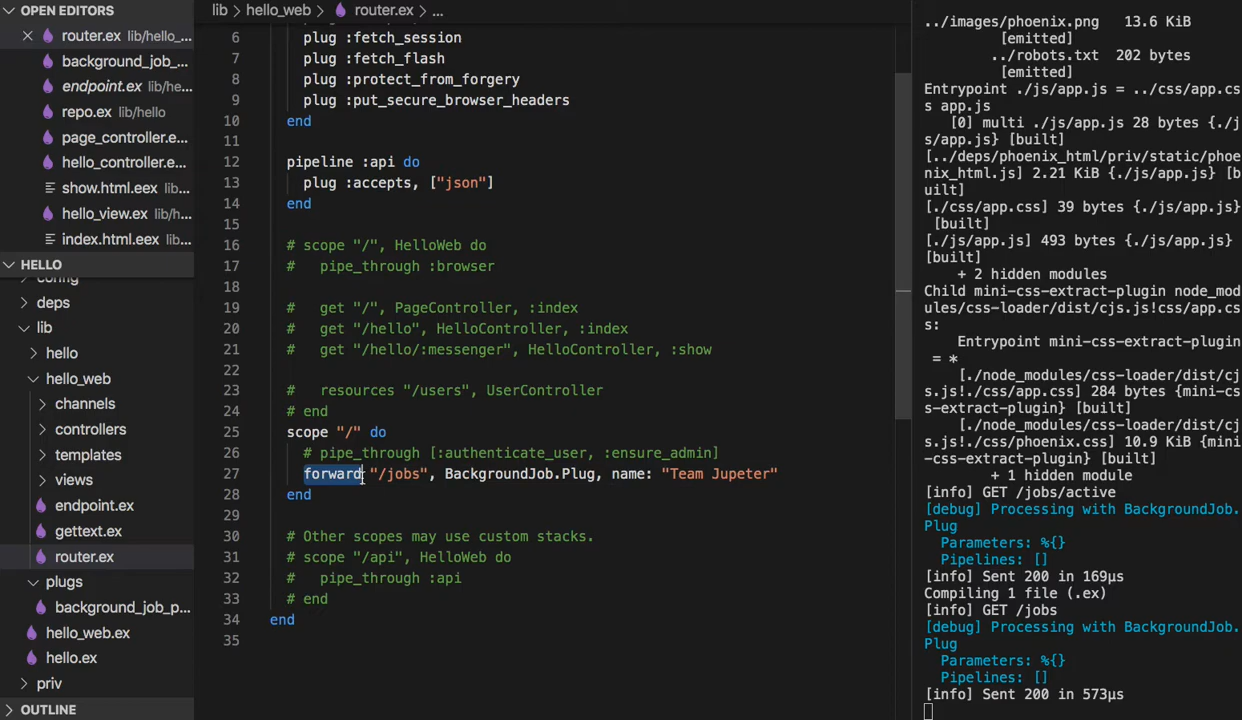 OPEN EDITORS
router.ex lib/hello_...
background_job_...
endpoint.ex lib/he...
repo.ex lib/hello
page_controller.e...
hello_controller.e...
show.html.eex lib...
hello_view.ex lib/h...
index.html.eex lib...
HELLO
config
deps
lib
hello
hello_web
channels
controllers
templates
views
endpoint.ex
gettext.ex
router.ex
plugs
background_job_p...
hello_web.ex
hello.ex
priv
OUTLINE
lib > hello_web > router.ex > ...
6 plug :fetch_session
7 plug :fetch_flash
8 plug :protect_from_forgery
9 plug :put_secure_browser_headers
10 end
11
12 pipeline :api do
13 plug :accepts, ["json"]
14 end
15
16 # scope "/", HelloWeb do
17 # pipe_through :browser
18
19 # get "/", PageController, :index
20 # get "/hello", HelloController, :index
21 # get "/hello/:messenger", HelloController, :show
22
23 # resources "/users", UserController
24 # end
25 scope "/" do
26 # pipe_through [:authenticate_user, :ensure_admin]
27 forward "/jobs", BackgroundJob.Plug, name: "Team Jupeter"
28 end
29
30 # Other scopes may use custom stacks.
31 # scope "/api", HelloWeb do
32 # pipe_through :api
33 # end
34 end
35
../images/phoenix.png 13.6 KiB
[emitted]
../robots.txt 202 bytes
[emitted]
Entrypoint ./js/app.js = ../css/app.cs
s app.js
[0] multi ./js/app.js 28 bytes {./j
s/app.js} [built]
[../deps/phoenix_html/priv/static/phoe
nix_html.js] 2.21 KiB {./js/app.js} [b
uilt]
[./css/app.css] 39 bytes {./js/app.js}
[built]
[./js/app.js] 493 bytes {./js/app.js}
[built]
+ 2 hidden modules
Child mini-css-extract-plugin node_mod
ules/css-loader/dist/cjs.js!css/app.cs
s:
Entrypoint mini-css-extract-plugin
= *
[./node_modules/css-loader/dist/cj
s.js!./css/app.css] 284 bytes {mini-cs
s-extract-plugin} [built]
[./node_modules/css-loader/dist/cj
s.js!./css/phoenix.css] 10.9 KiB {mini
-css-extract-plugin} [built]
+ 1 hidden module
[info] GET /jobs/active
[debug] Processing with BackgroundJob.
Plug
Parameters: %{}
Pipelines: []
[info] Sent 200 in 169µs
Compiling 1 file (.ex)
[info] GET /jobs
[debug] Processing with BackgroundJob.
Plug
Parameters: %{}
Pipelines: []
[info] Sent 200 in 573µs